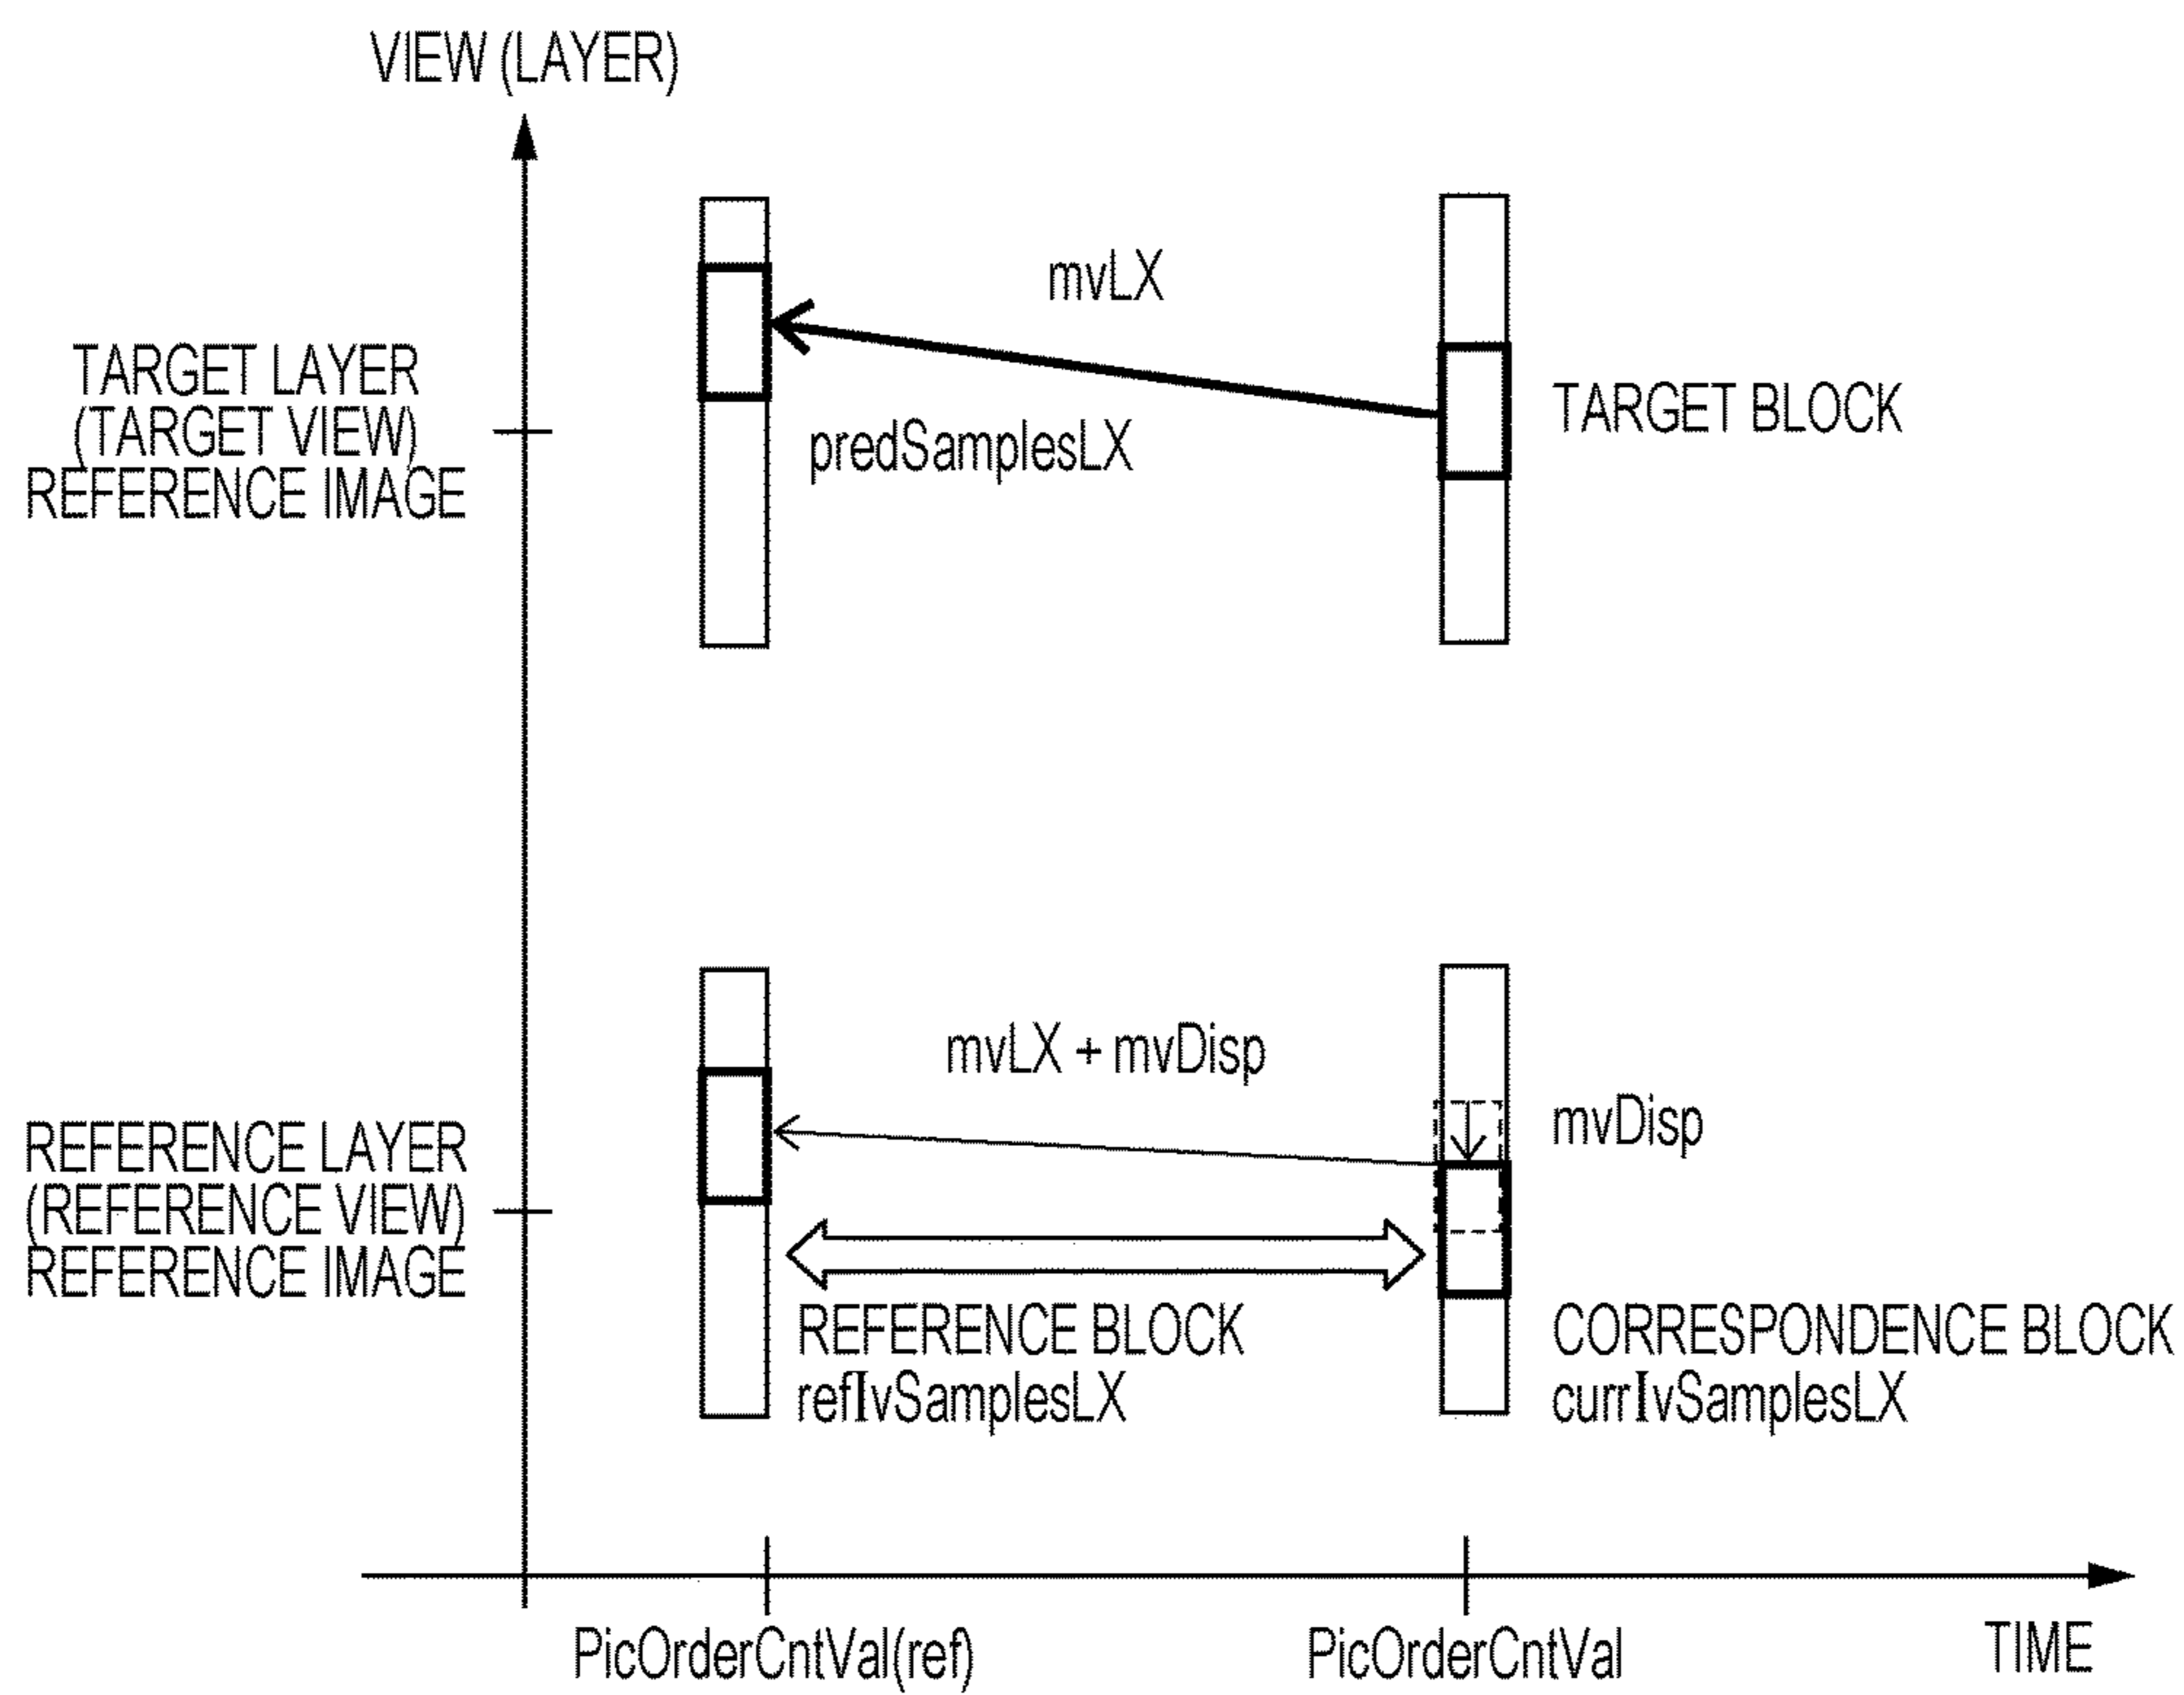 VIEW (LAYER)
mvLX
TARGET LAYER
(TARGET VIEW)
REFERENCE IMAGE
predSamplesLX
TARGET BLOCK
mvLX + mvDisp
mvDisp
REFERENCE LAYER
(REFERENCE VIEW)
REFERENCE IMAGE
REFERENCE BLOCK
refIvSamplesLX
CORRESPONDENCE BLOCK
currIvSamplesLX
PicOrderCntVal(ref)
PicOrderCntVal
TIME